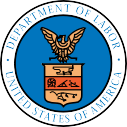 DEPARTMENT OF LABOR
UNITED STATES OF AMERICA